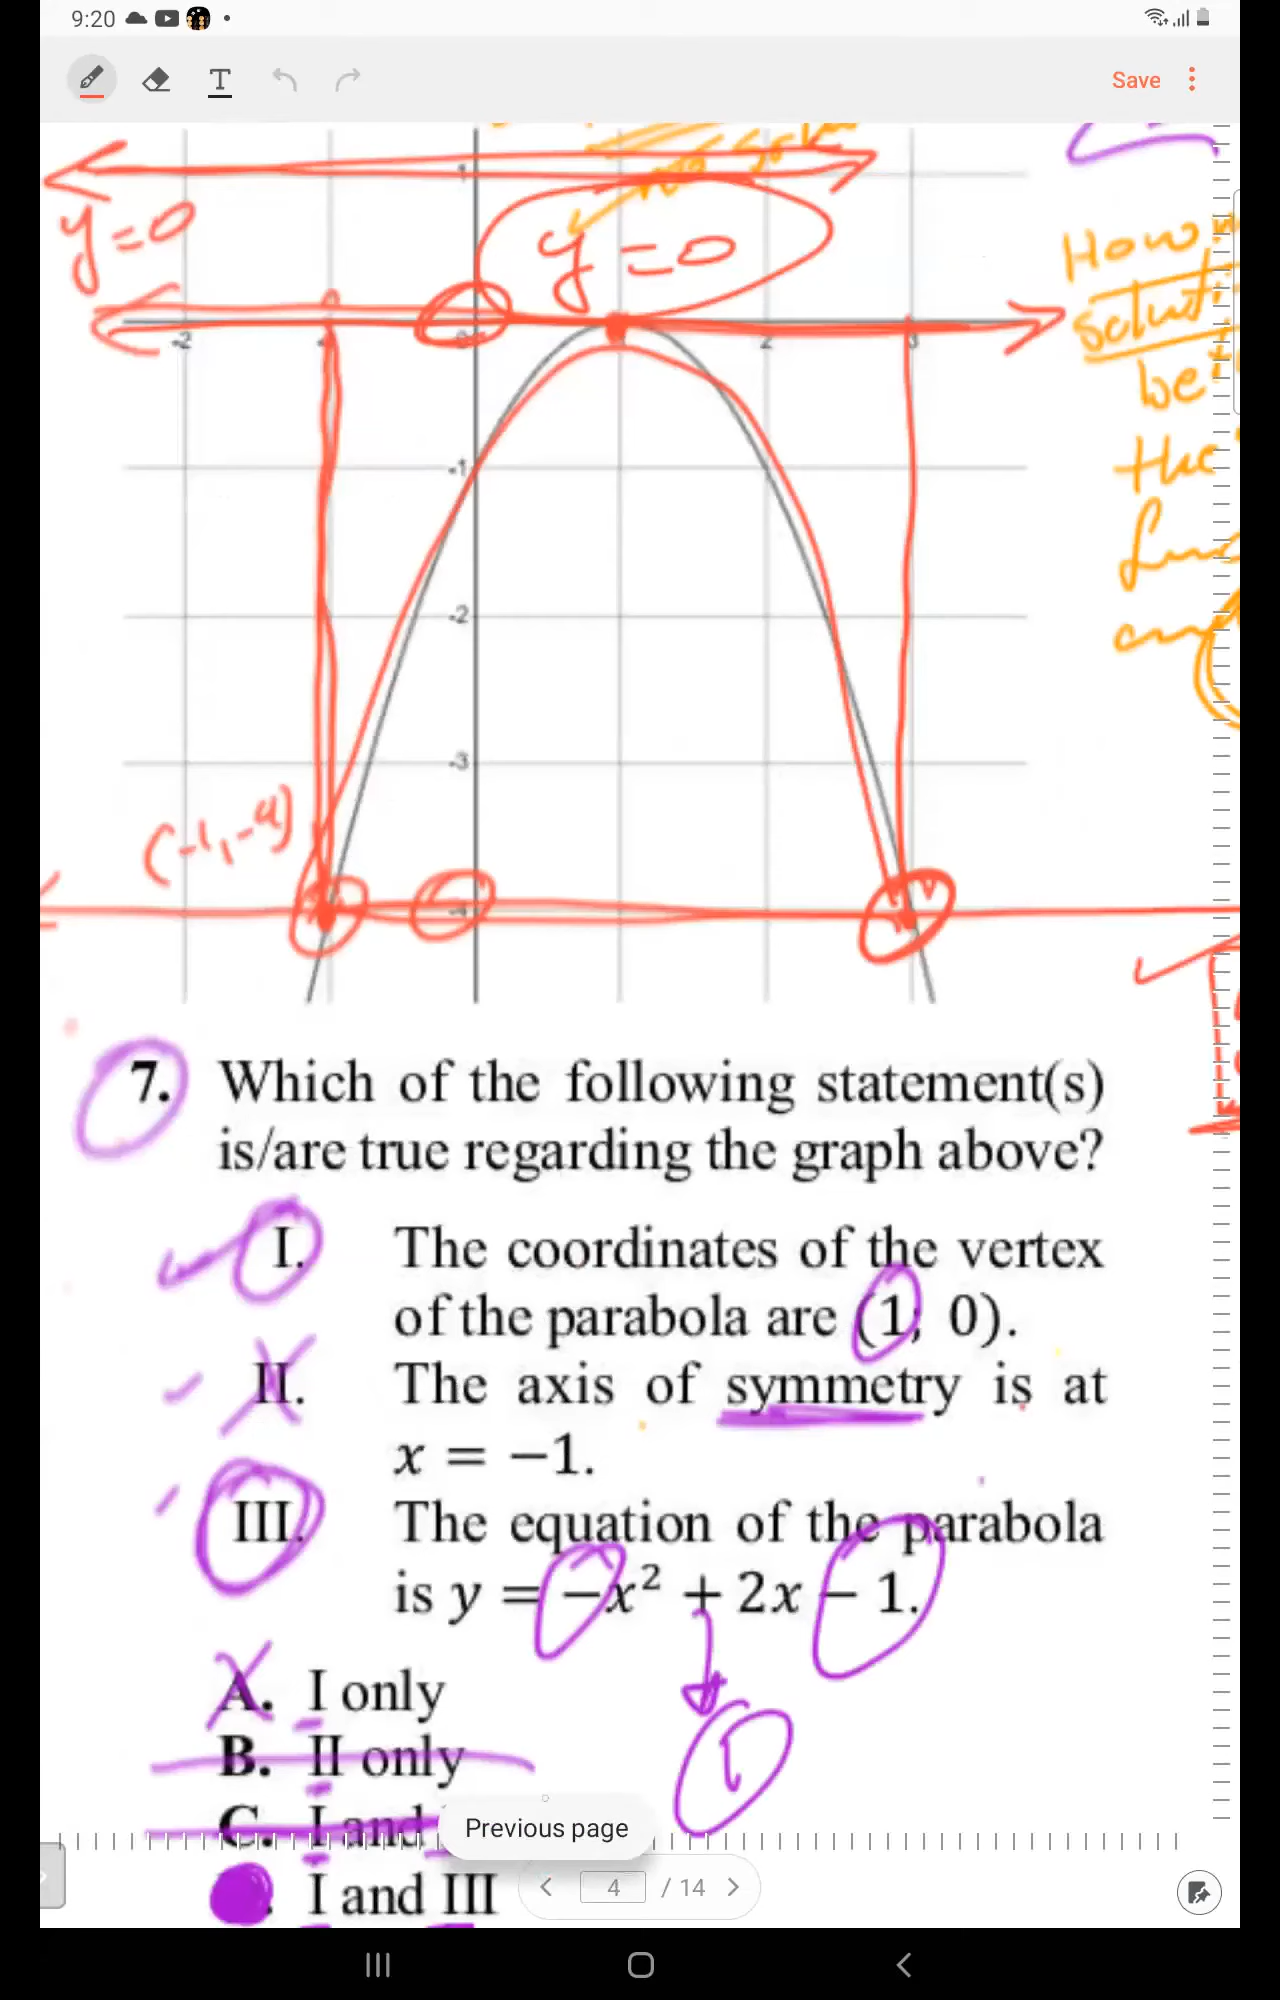 9:20
Save
1
y=0
y=0
How
-2
2
3
-1
the
-2
-3
(-1,-4)
-4
7. Which of the following statement(s)
is/are true regarding the graph above?
I. The coordinates of the vertex
of the parabola are (1, 0).
II. The axis of symmetry is at
x = −1.
III. The equation of the parabola
is y = −x² + 2x − 1.
A. I only
B. II only
C. I and
I and III
Previous page
4 / 14